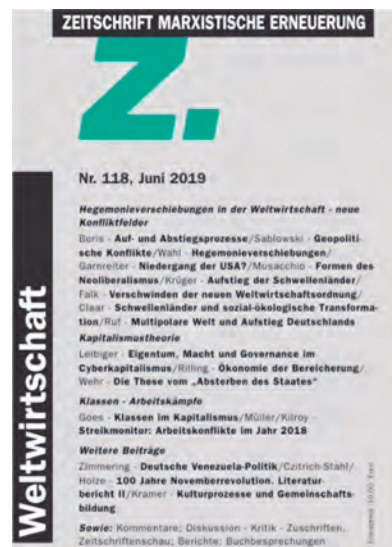 ZEITSCHRIFT MARXISTISCHE ERNEUERUNG
Z.
Nr. 118, Juni 2019
Hegemonieverschiebungen in der Weltwirtschaft - neue
Konfliktfelder
Boris - Auf- und Abstiegsprozesse/Sablowski - Geopoliti-
sche Konflikte/Wahl - Hegemonieverschiebungen/
Garnreiter - Niedergang der USA?/Musacchio - Formen des
Neoliberalismus/Krüger - Aufstieg der Schwellenländer/
Falk - Verschwinden der neuen Weltwirtschaftsordnung/
Claar - Schwellenländer und sozial-ökologische Transforma-
tion/Ruf - Multipolare Welt und Aufstieg Deutschlands
Kapitalismustheorie
Leibiger - Eigentum, Macht und Governance im
Cyberkapitalismus/Rilling - Ökonomie der Bereicherung/
Wehr - Die These vom „Absterben des Staates"
Klassen - Arbeitskämpfe
Goes - Klassen im Kapitalismus/Müller/Kilroy -
Streikmonitor: Arbeitskonflikte im Jahr 2018
Weitere Beiträge
Zimmering - Deutsche Venezuela-Politik/Czitrich-Stahl/
Holze - 100 Jahre Novemberrevolution. Literatur-
bericht II/Kramer - Kulturprozesse und Gemeinschafts-
bildung
Sowie: Kommentare; Diskussion - Kritik - Zuschriften,
Zeitschriftenschau; Berichte; Buchbesprechungen
Weltwirtschaft
10,00 Euro